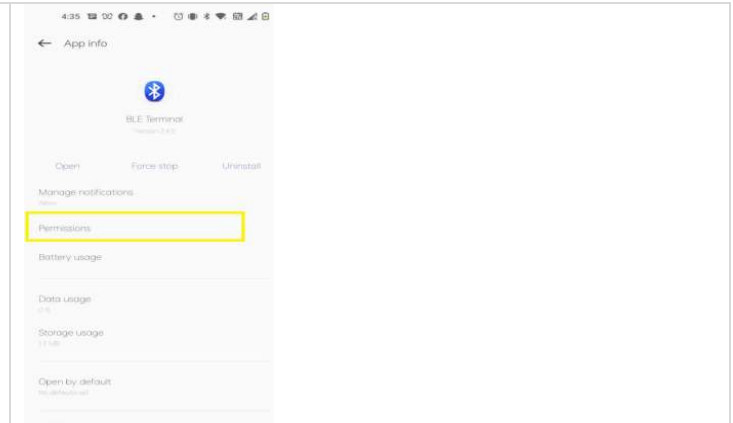 4:35
App info
BLE Terminal
Open Force stop Uninstall
Manage notifications
Permissions
Battery usage
Data usage
Storage usage
Open by default